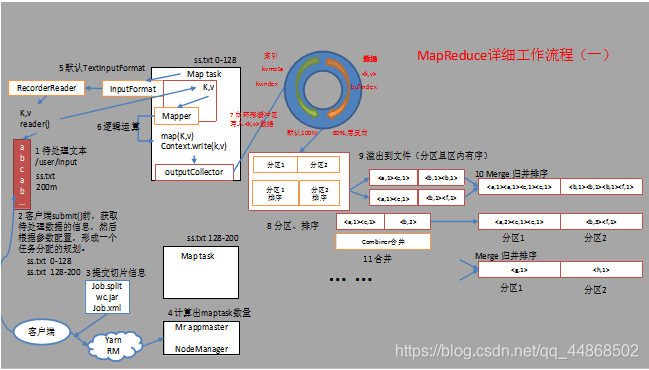 MapReduce详细工作流程（一）
ss.txt 0-128
5 默认TextInputFormat
Map task
RecorderReader
InputFormat
K,v
K,v
reader()
Mapper
6逻辑运算
map(K,v)
Context.write(k,v)
outputCollector
索引
kvmeta
kvindex
数据
<k,v>
bufindex
7 向环形缓冲区
写入<k,v>数据
默认100M
80%,后反向
a
b
c
a
b
...
1 待处理文本
/user/input
ss.txt
200m
2 客户端submit()前，获取
待处理数据的信息，然后
根据参数配置，形成一个
任务分配的规划。
ss.txt 0-128
ss.txt 128-200
3提交切片信息
Job.split
wc.jar
Job.xml
客户端
Yarn
RM
4 计算出maptask数量
Mr appmaster
NodeManager
ss.txt 128-200
Map task
分区1
分区2
分区1
排序
分区2
排序
8 分区、排序
9 溢出到文件（分区且区内有序）
<a,1><c,1>
<b,1><b,1>
<a,1><c,1>
<b,1><f,1>
<a,1><c,1>
<b,2>
Combiner合并
11合并
... ...
10 Merge 归并排序
<a,1><a,1><c,1><c,1>
<b,1><b,1><b,1><f,1>
<a,2><c,1><c,1>
<b,3><f,1>
分区1
分区2
Merge 归并排序
<g,1>
<h,1>
分区1
分区2
https://blog.csdn.net/qq_44868502